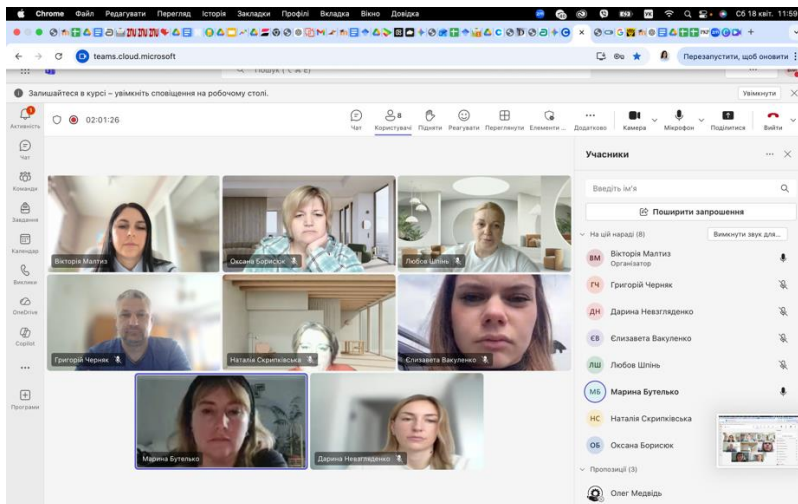 Chrome Файл Редагувати Перегляд Історія Закладки Профілі Вкладка Вікно Довідка
Сб 18 квіт. 11:59
teams.cloud.microsoft
Перезапустити, щоб оновити
Залишайтеся в курсі – увімкніть сповіщення на робочому столі.
Увімкнути
Активність
02:01:26
8
Чат
Користувачі
Підняти
Реагувати
Переглянути
Елементи ...
Додатково
Камера
Мікрофон
Поділитися
Вийти
Чат
Команди
Завдання
Календар
Виклики
OneDrive
Copilot
Програми
Вікторія Малтиз
Оксана Борисюк
Любов Шпінь
Григорій Черняк
Наталія Скрипківська
Єлизавета Вакуленко
Марина Бутелько
Дарина Невзгляденко
Учасники
Введіть ім'я
Поширити запрошення
На цій нараді (8)
Вимкнути звук для...
ВМ Вікторія Малтиз
Організатор
ГЧ Григорій Черняк
ДН Дарина Невзгляденко
ЄВ Єлизавета Вакуленко
ЛШ Любов Шпінь
МБ Марина Бутелько
НС Наталія Скрипківська
ОБ Оксана Борисюк
Пропозиції (3)
Олег Медвідь